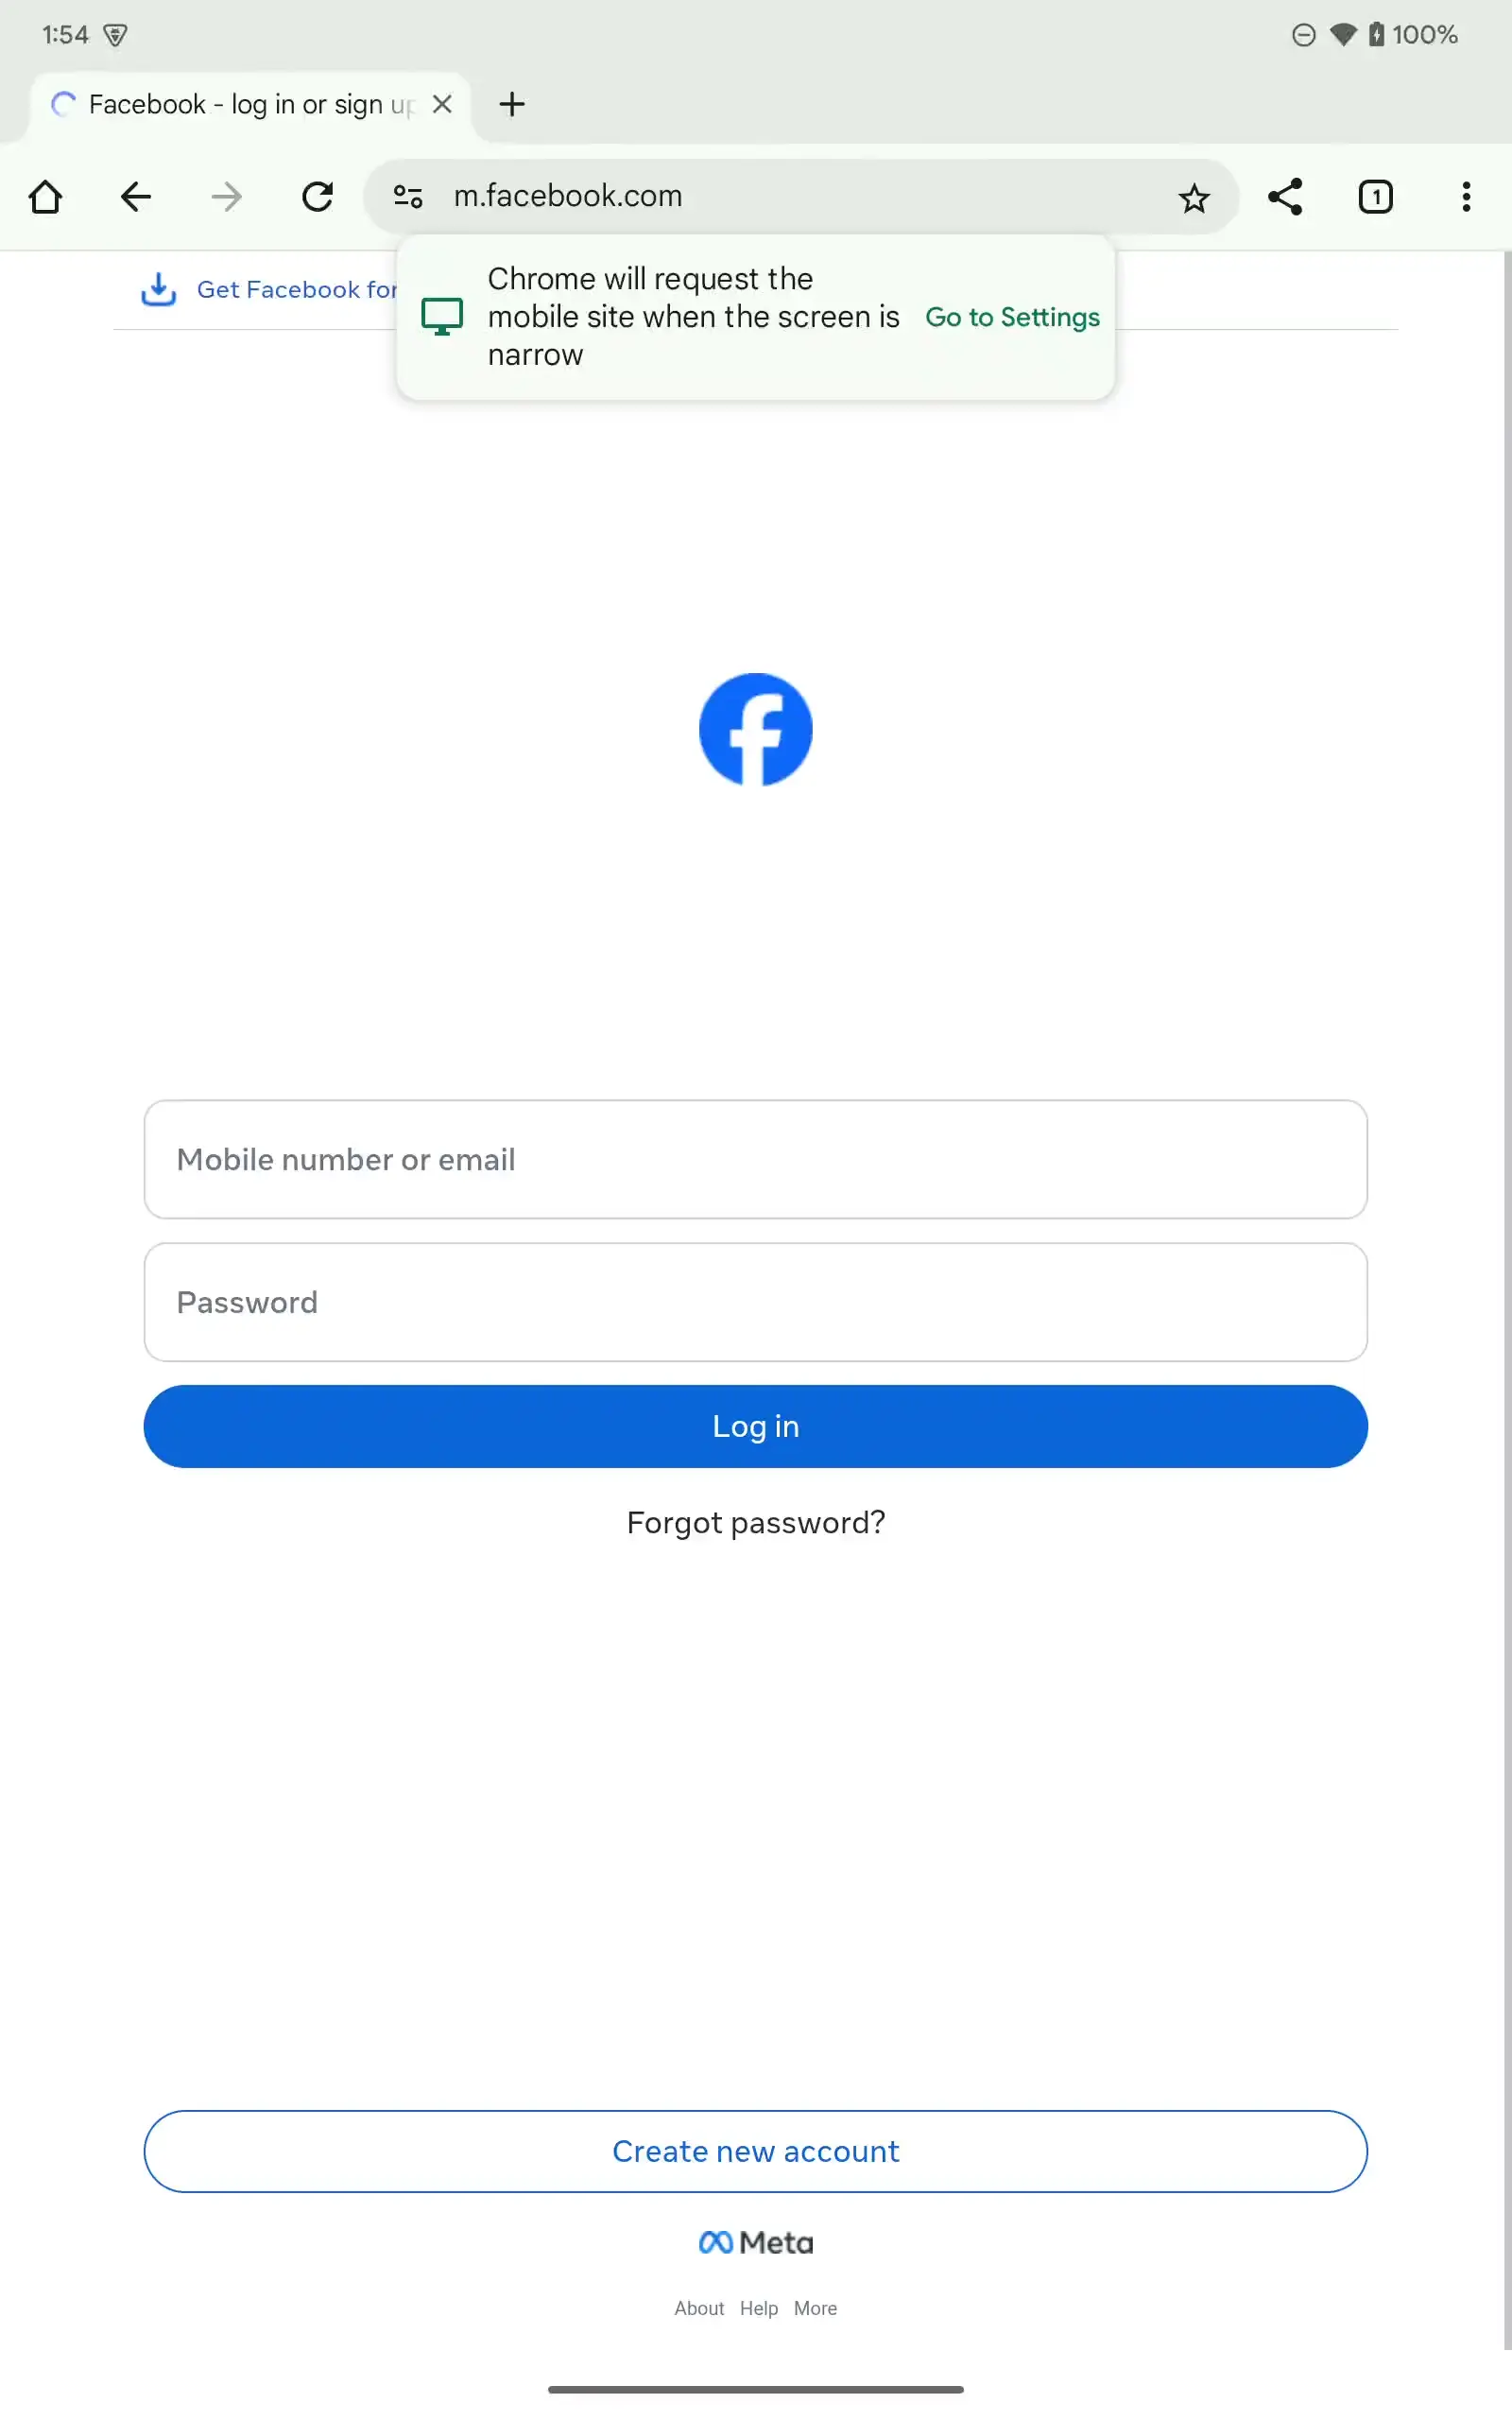 1:54
100%
Facebook - log in or sign up
m.facebook.com
1
Get Facebook for
Chrome will request the
mobile site when the screen is
narrow
Go to Settings
Mobile number or email
Password
Log in
Forgot password?
Create new account
Meta
About Help More